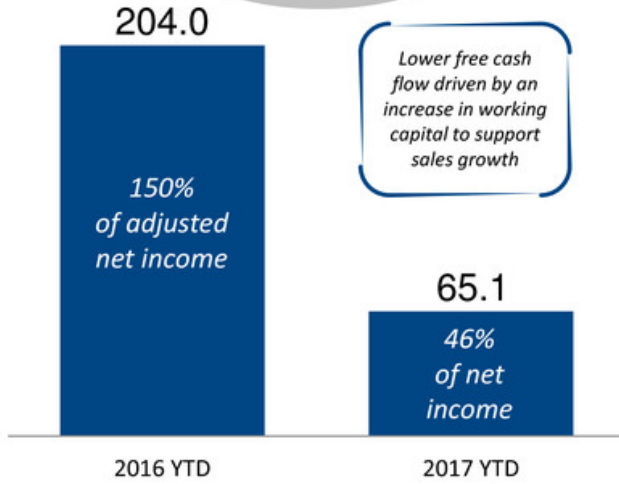 204.0
Lower free cash
flow driven by an
increase in working
capital to support
sales growth
150%
of adjusted
net income
65.1
46%
of net
income
2016 YTD
2017 YTD